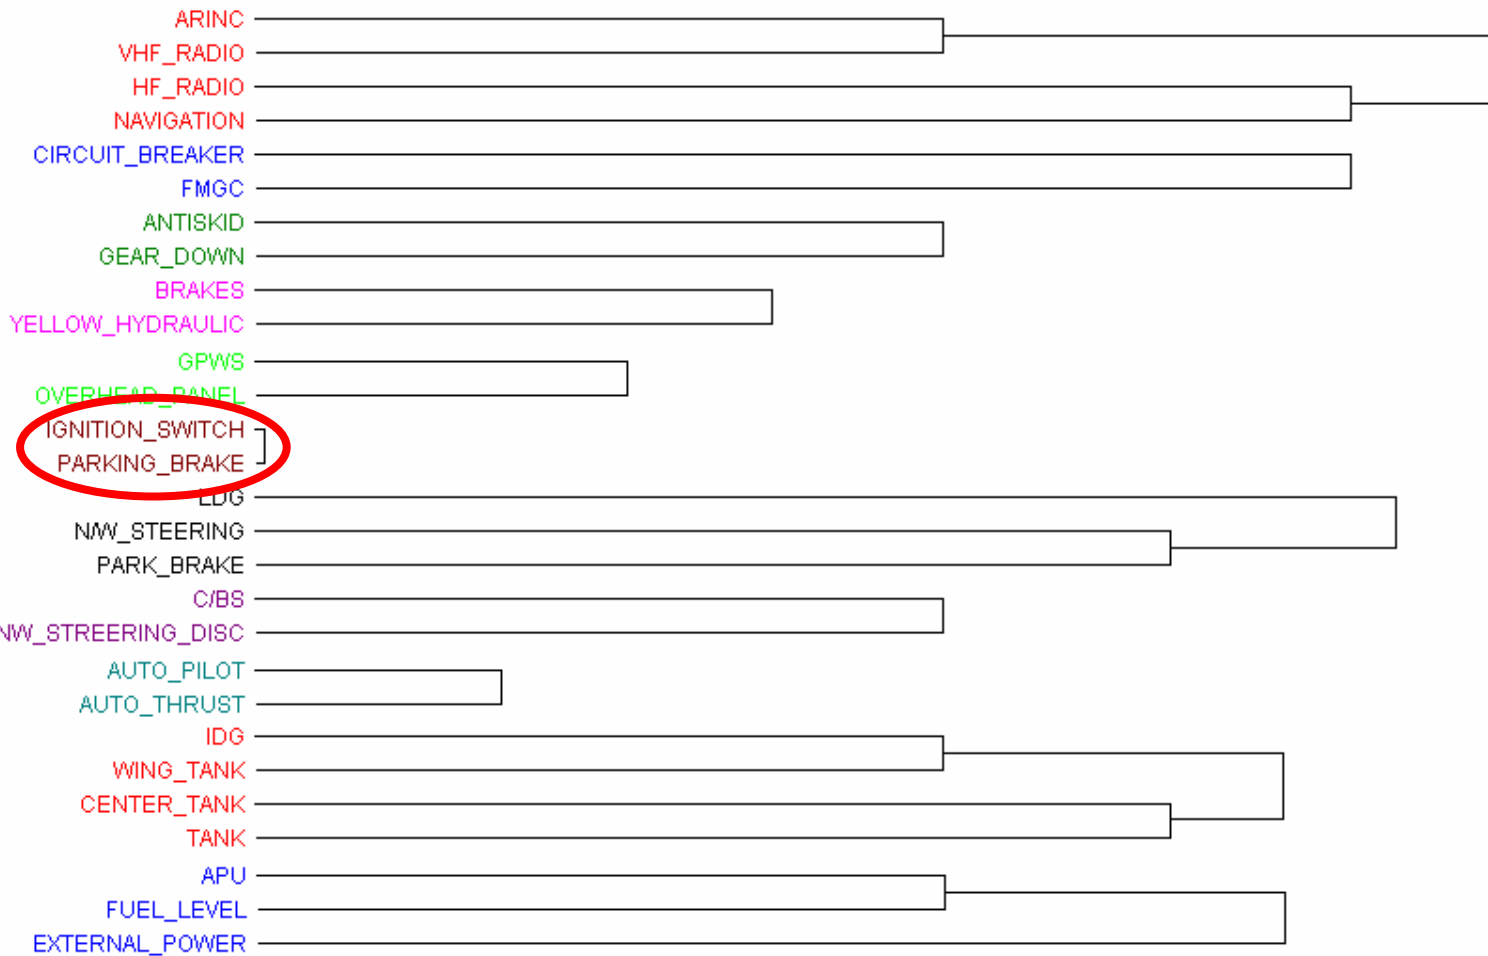 ARINC
VHF_RADIO
HF_RADIO
NAVIGATION
CIRCUIT_BREAKER
FMGC
ANTISKID
GEAR_DOWN
BRAKES
YELLOW_HYDRAULIC
GPWS
OVERHEAD_PANEL
IGNITION_SWITCH
PARKING_BRAKE
LDG
N/W_STEERING
PARK_BRAKE
C/BS
NW_STREERING_DISC
AUTO_PILOT
AUTO_THRUST
IDG
WING_TANK
CENTER_TANK
TANK
APU
FUEL_LEVEL
EXTERNAL_POWER